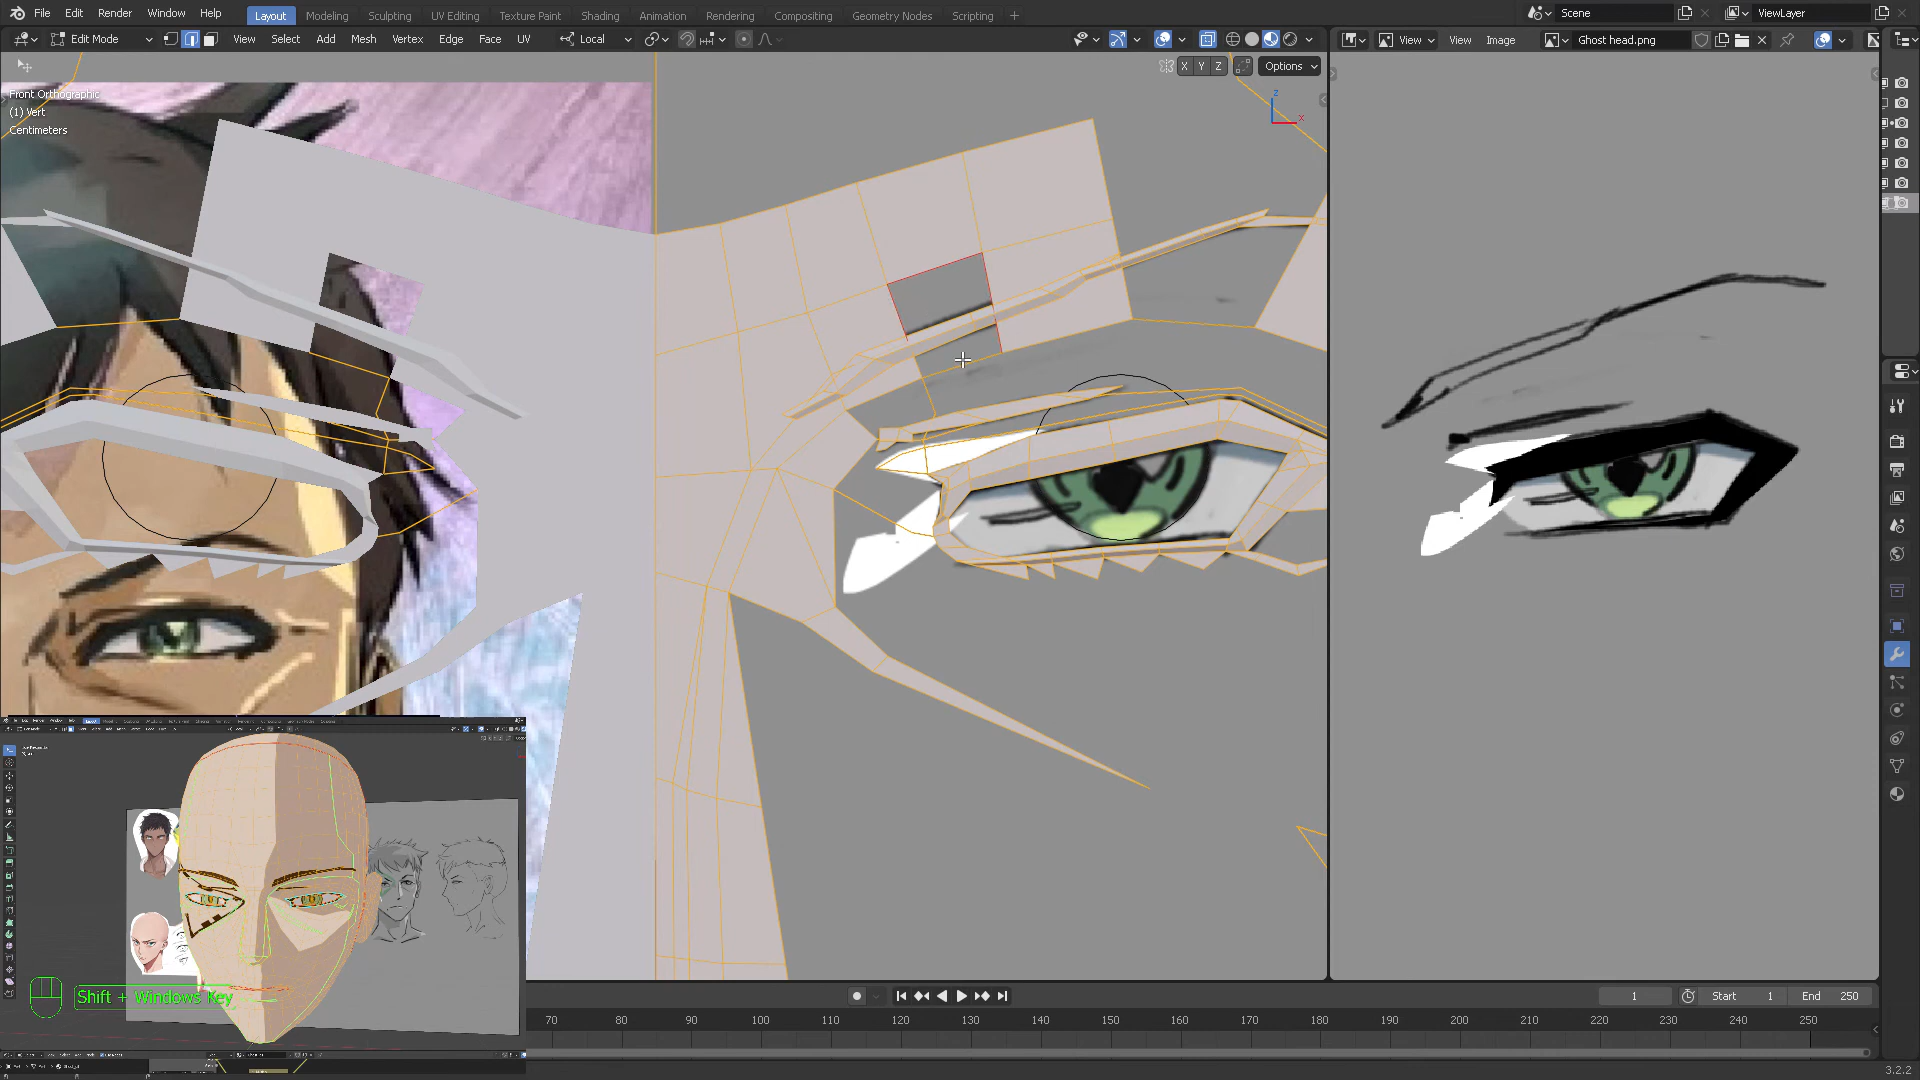 File Edit Render Window Help
Layout Modeling Sculpting UV Editing Texture Paint Shading Animation Rendering Compositing Geometry Nodes Scripting
Scene
ViewLayer
Edit Mode
View Select Add Mesh Vertex Edge Face UV
Local
View
View
Image
Ghost head.png
X Y Z
Options
Front Orthographic
(1) Vert
Centimeters
Z
X
Shift + Windows Key
1
Start 1
End 250
70 80 90 100 110 120 130 140 150 160 170 180 190 200 210 220 230 240 250
3.2.2